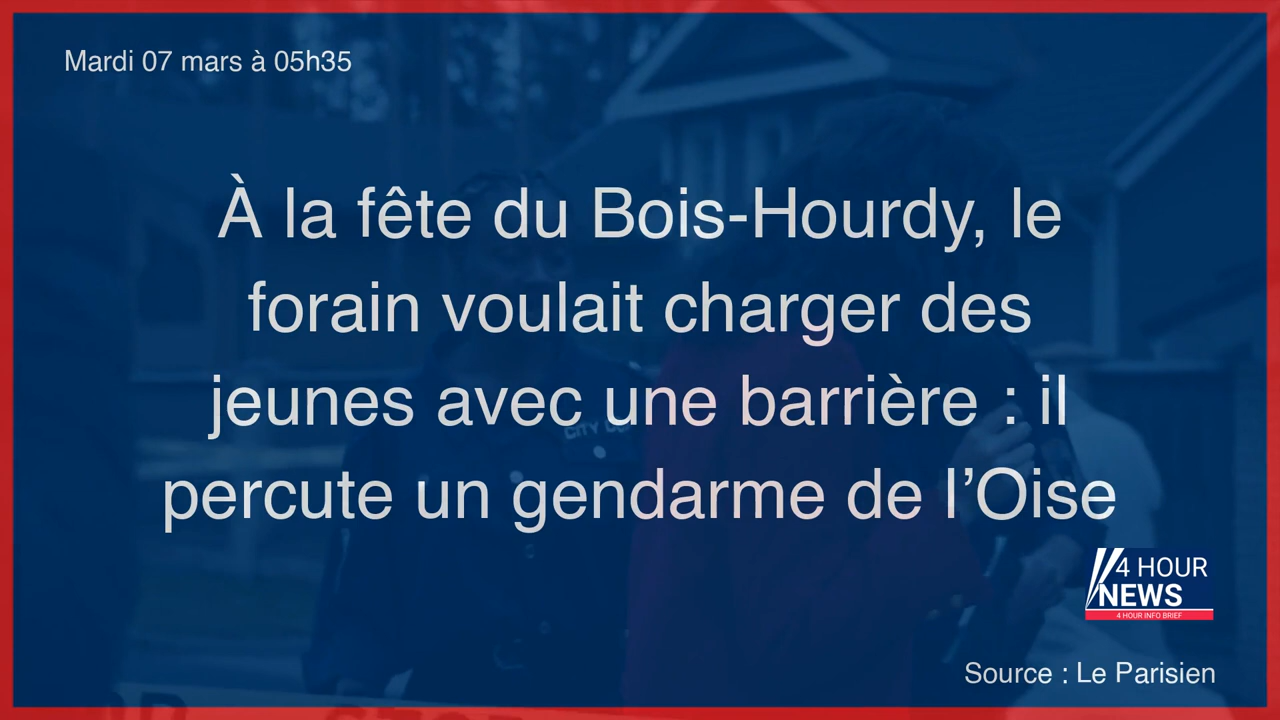 Mardi 07 mars à 05h35
À la fête du Bois-Hourdy, le
forain voulait charger des
jeunes avec une barrière : il
percute un gendarme de l’Oise
4 HOUR
NEWS
4 HOUR INFO BRIEF
Source : Le Parisien